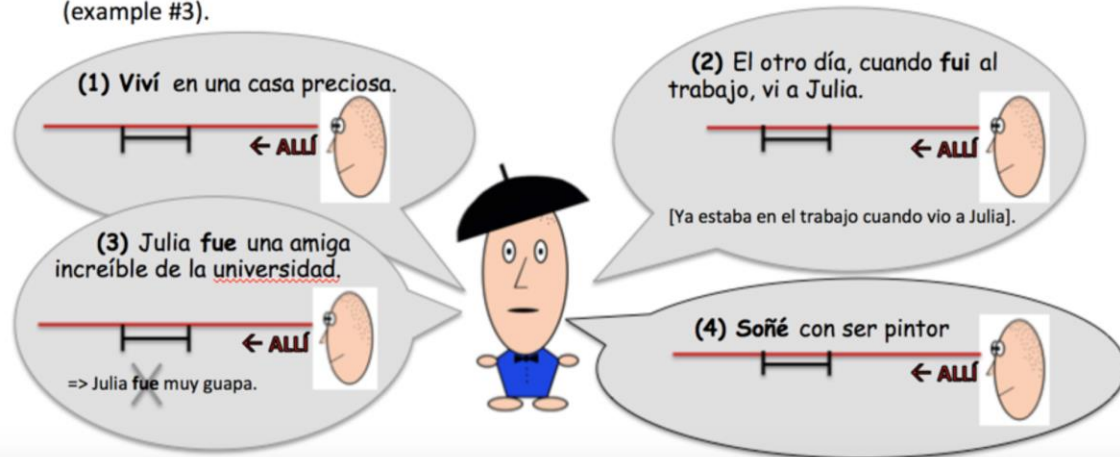 (example #3).
(1) Viví en una casa preciosa.
← ALLÍ
(2) El otro día, cuando fui al
trabajo, vi a Julia.
← ALLÍ
[Ya estaba en el trabajo cuando vio a Julia].
(3) Julia fue una amiga
increíble de la universidad.
← ALLÍ
=> Julia fue muy guapa.
(4) Soñé con ser pintor
← ALLÍ